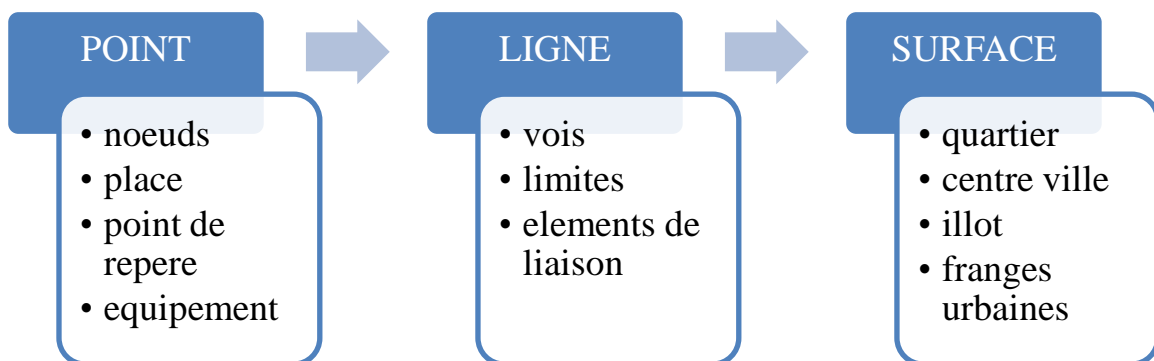 POINT
• noeuds
• place
• point de
repere
• equipement
LIGNE
• vois
• limites
• elements de
liaison
SURFACE
• quartier
• centre ville
• illot
• franges
urbaines